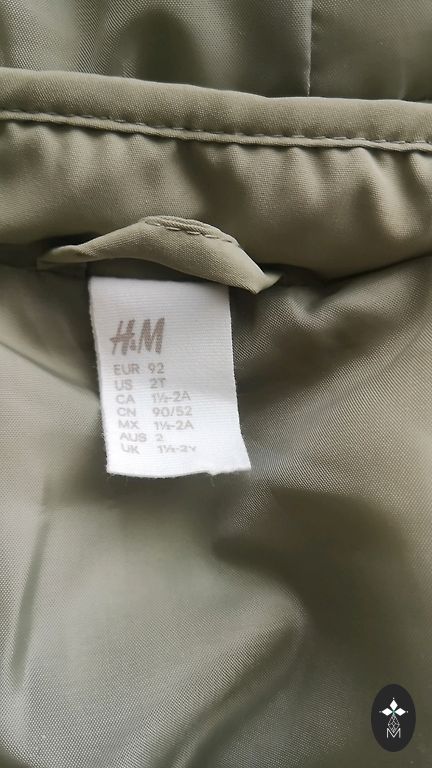 H&M
EUR 92
US 2T
CA 1½-2A
CN 90/52
MX 1½-2A
AUS 2
UK 1½-2Y
M